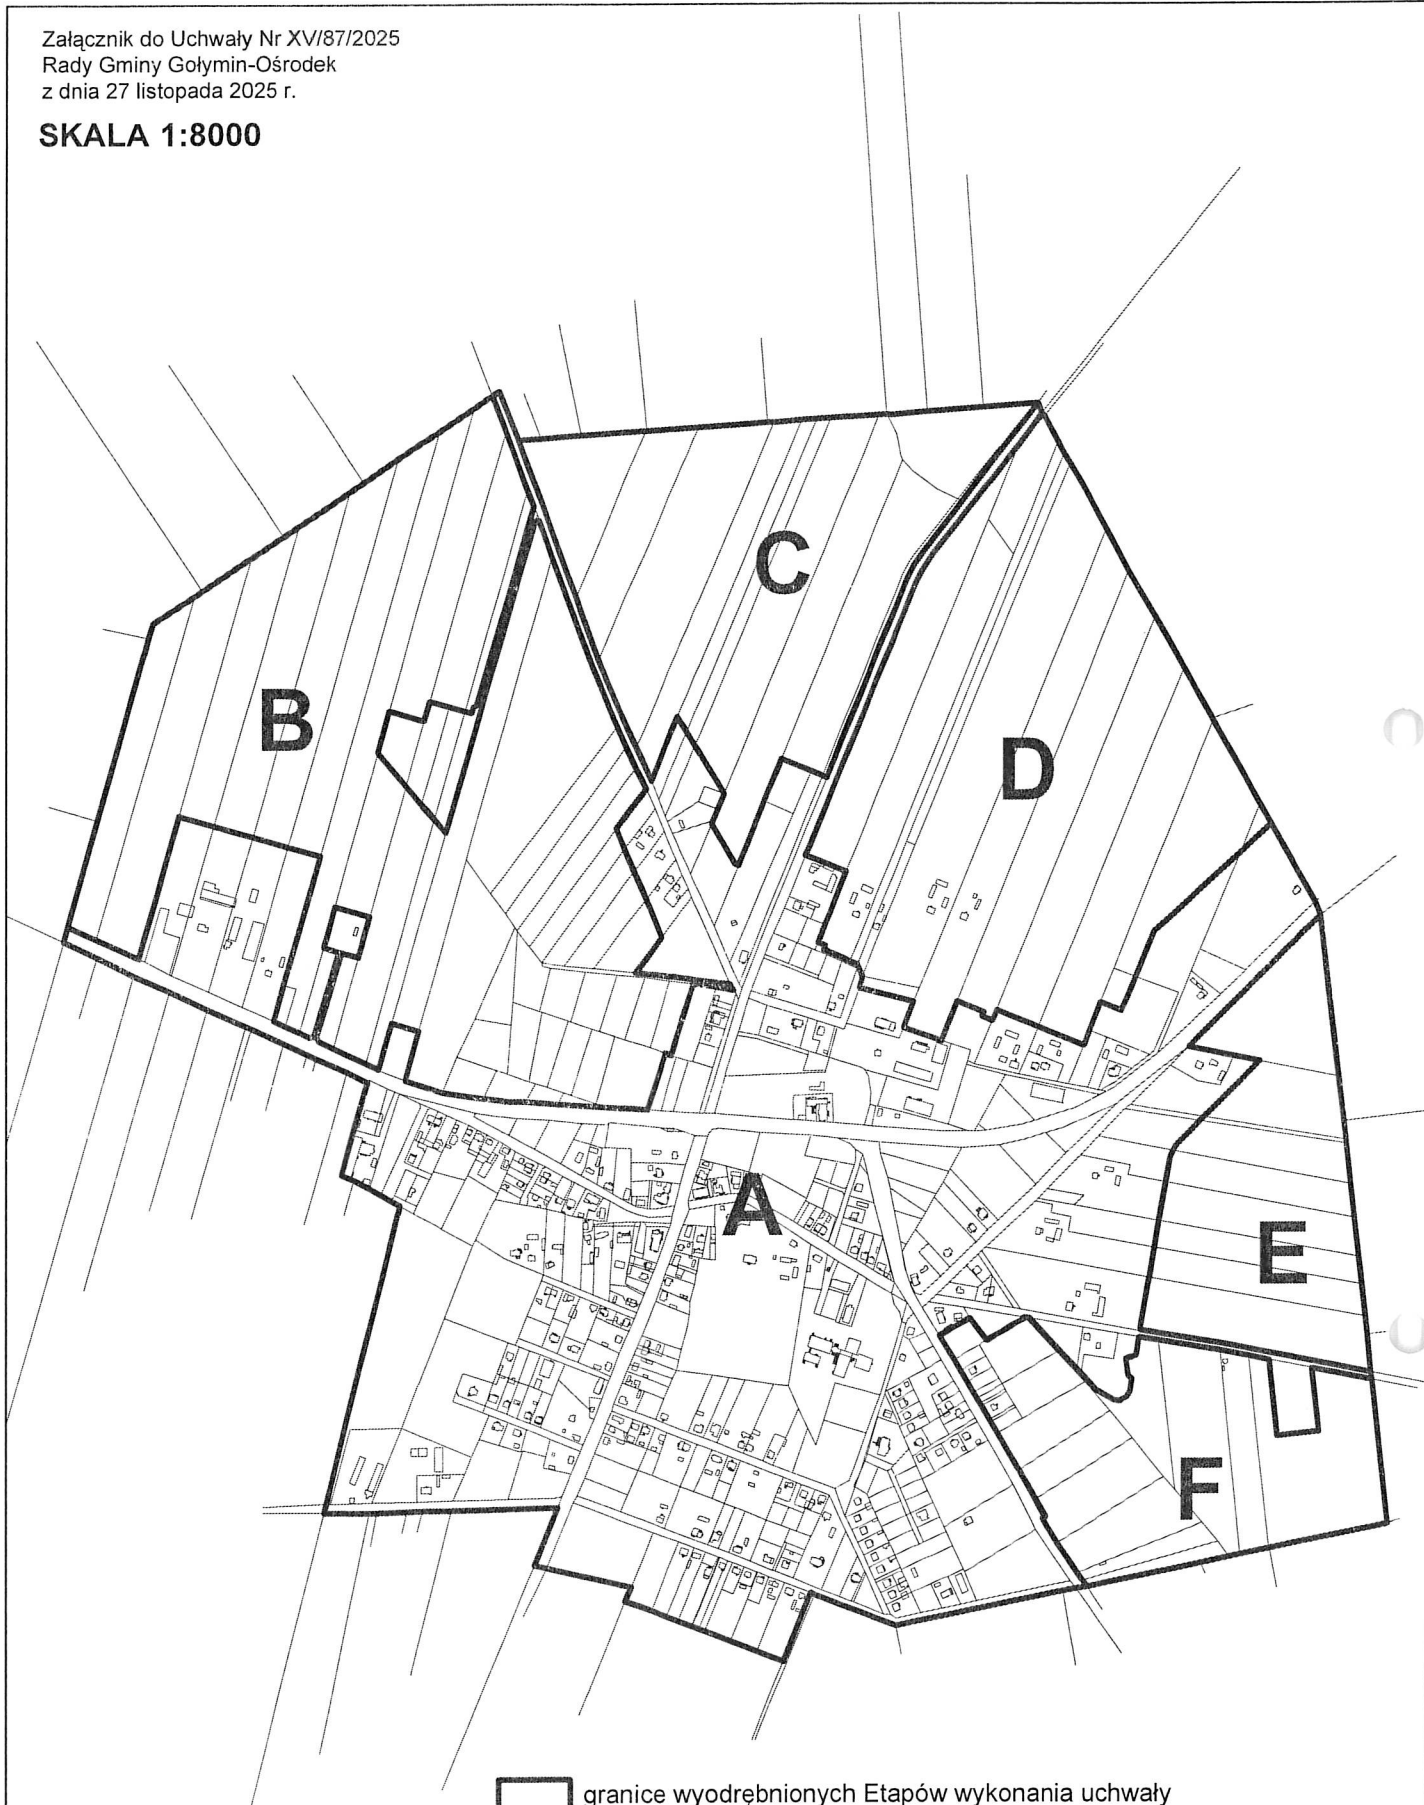 Załącznik do Uchwały Nr XV/87/2025
Rady Gminy Gołymin-Ośrodek
z dnia 27 listopada 2025 r.
SKALA 1:8000
C
B
D
A
E
F
granice wyodrębnionych Etapów wykonania uchwały